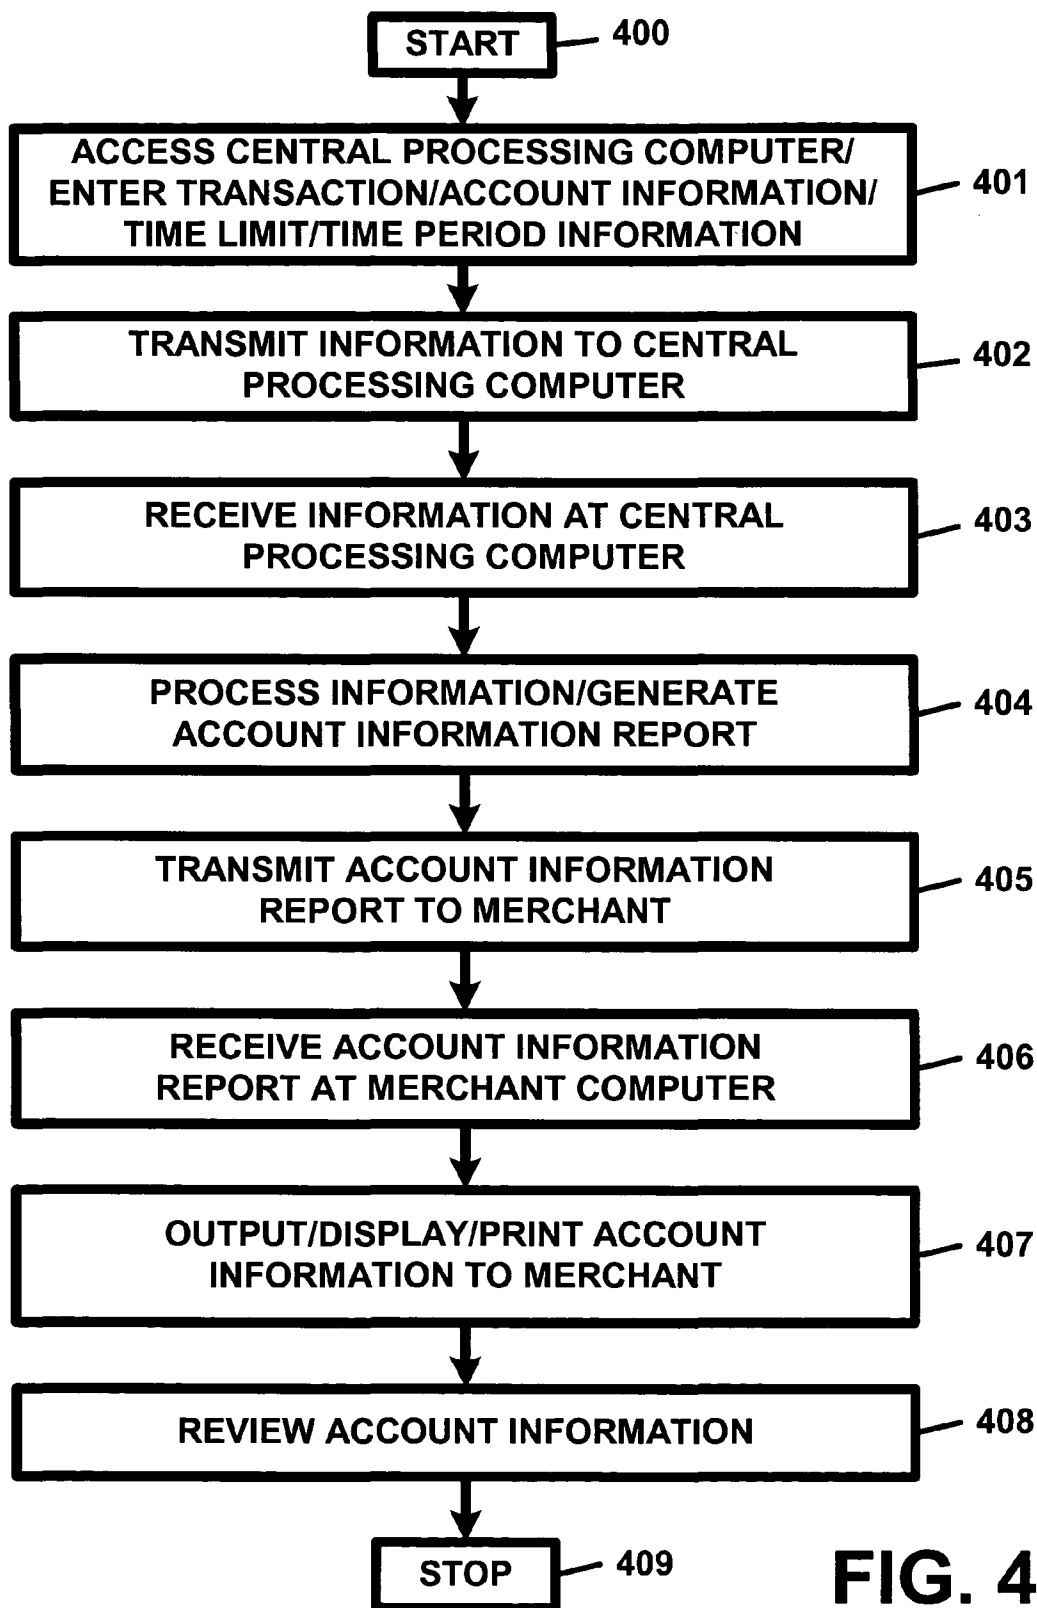 START
400
ACCESS CENTRAL PROCESSING COMPUTER/
ENTER TRANSACTION/ACCOUNT INFORMATION/
TIME LIMIT/TIME PERIOD INFORMATION
401
TRANSMIT INFORMATION TO CENTRAL
PROCESSING COMPUTER
402
RECEIVE INFORMATION AT CENTRAL
PROCESSING COMPUTER
403
PROCESS INFORMATION/GENERATE
ACCOUNT INFORMATION REPORT
404
TRANSMIT ACCOUNT INFORMATION
REPORT TO MERCHANT
405
RECEIVE ACCOUNT INFORMATION
REPORT AT MERCHANT COMPUTER
406
OUTPUT/DISPLAY/PRINT ACCOUNT
INFORMATION TO MERCHANT
407
REVIEW ACCOUNT INFORMATION
408
STOP
409
FIG. 4